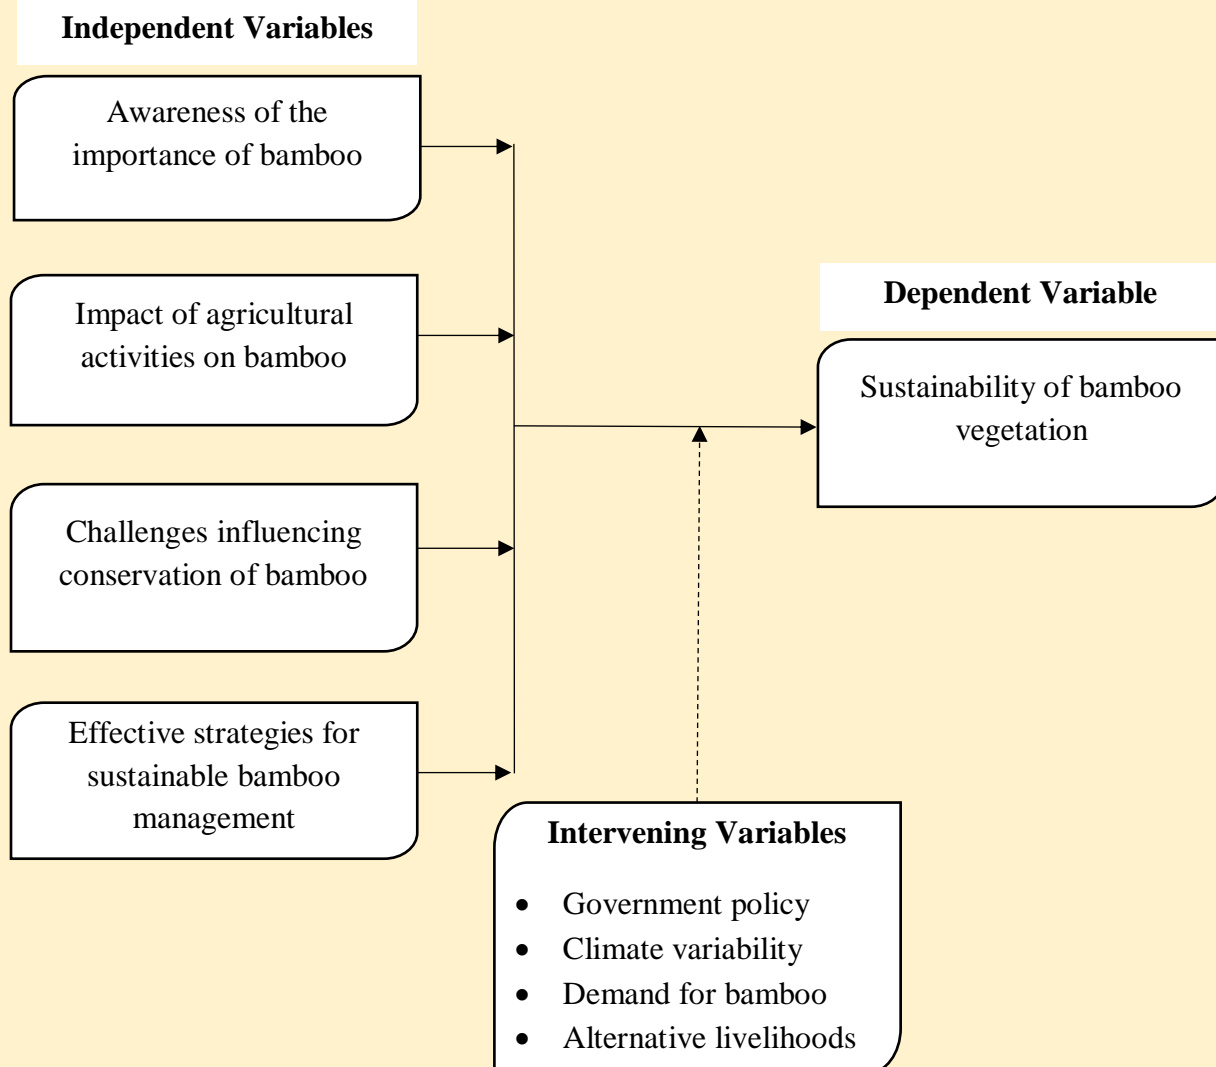 Independent Variables
Awareness of the
importance of bamboo
Impact of agricultural
activities on bamboo
Challenges influencing
conservation of bamboo
Effective strategies for
sustainable bamboo
management
Dependent Variable
Sustainability of bamboo
vegetation
Intervening Variables
• Government policy
• Climate variability
• Demand for bamboo
• Alternative livelihoods